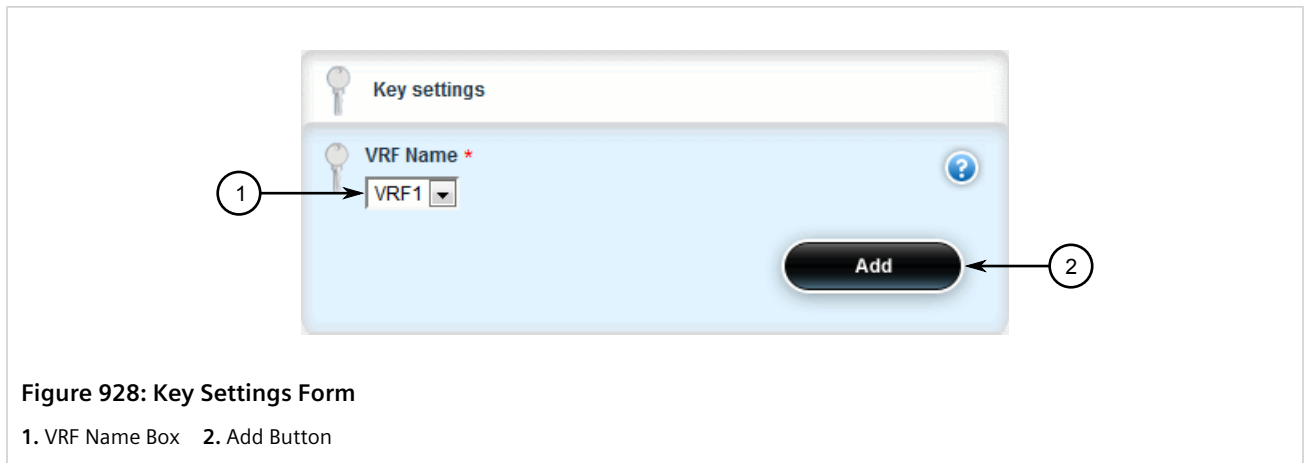 Key settings
VRF Name *
1
VRF1
Add
2
Figure 928: Key Settings Form
1. VRF Name Box 2. Add Button